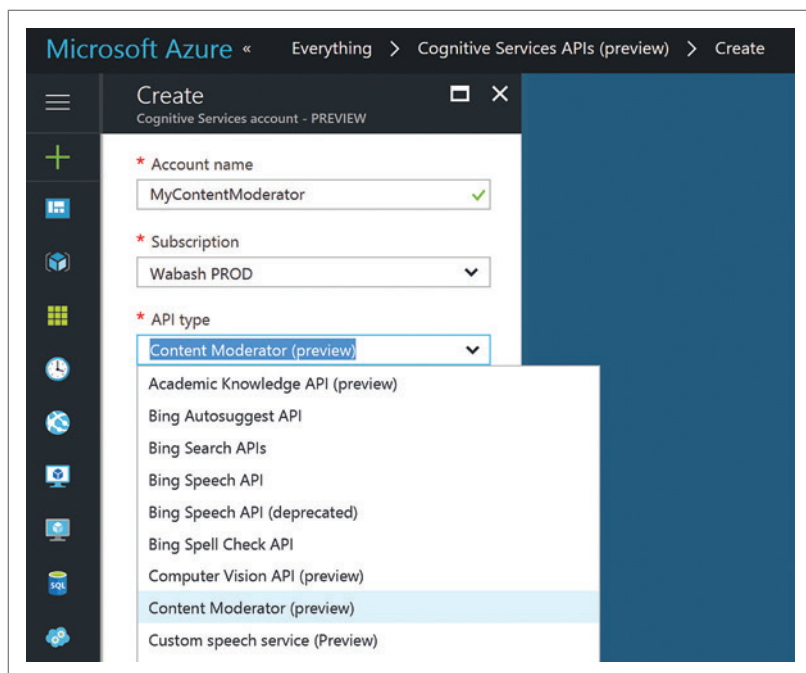 Microsoft Azure « Everything > Cognitive Services APIs (preview) > Create
Create
Cognitive Services account - PREVIEW
* Account name
MyContentModerator
* Subscription
Wabash PROD
* API type
Content Moderator (preview)
Academic Knowledge API (preview)
Bing Autosuggest API
Bing Search APIs
Bing Speech API
Bing Speech API (deprecated)
Bing Spell Check API
Computer Vision API (preview)
Content Moderator (preview)
Custom speech service (Preview)
SQL